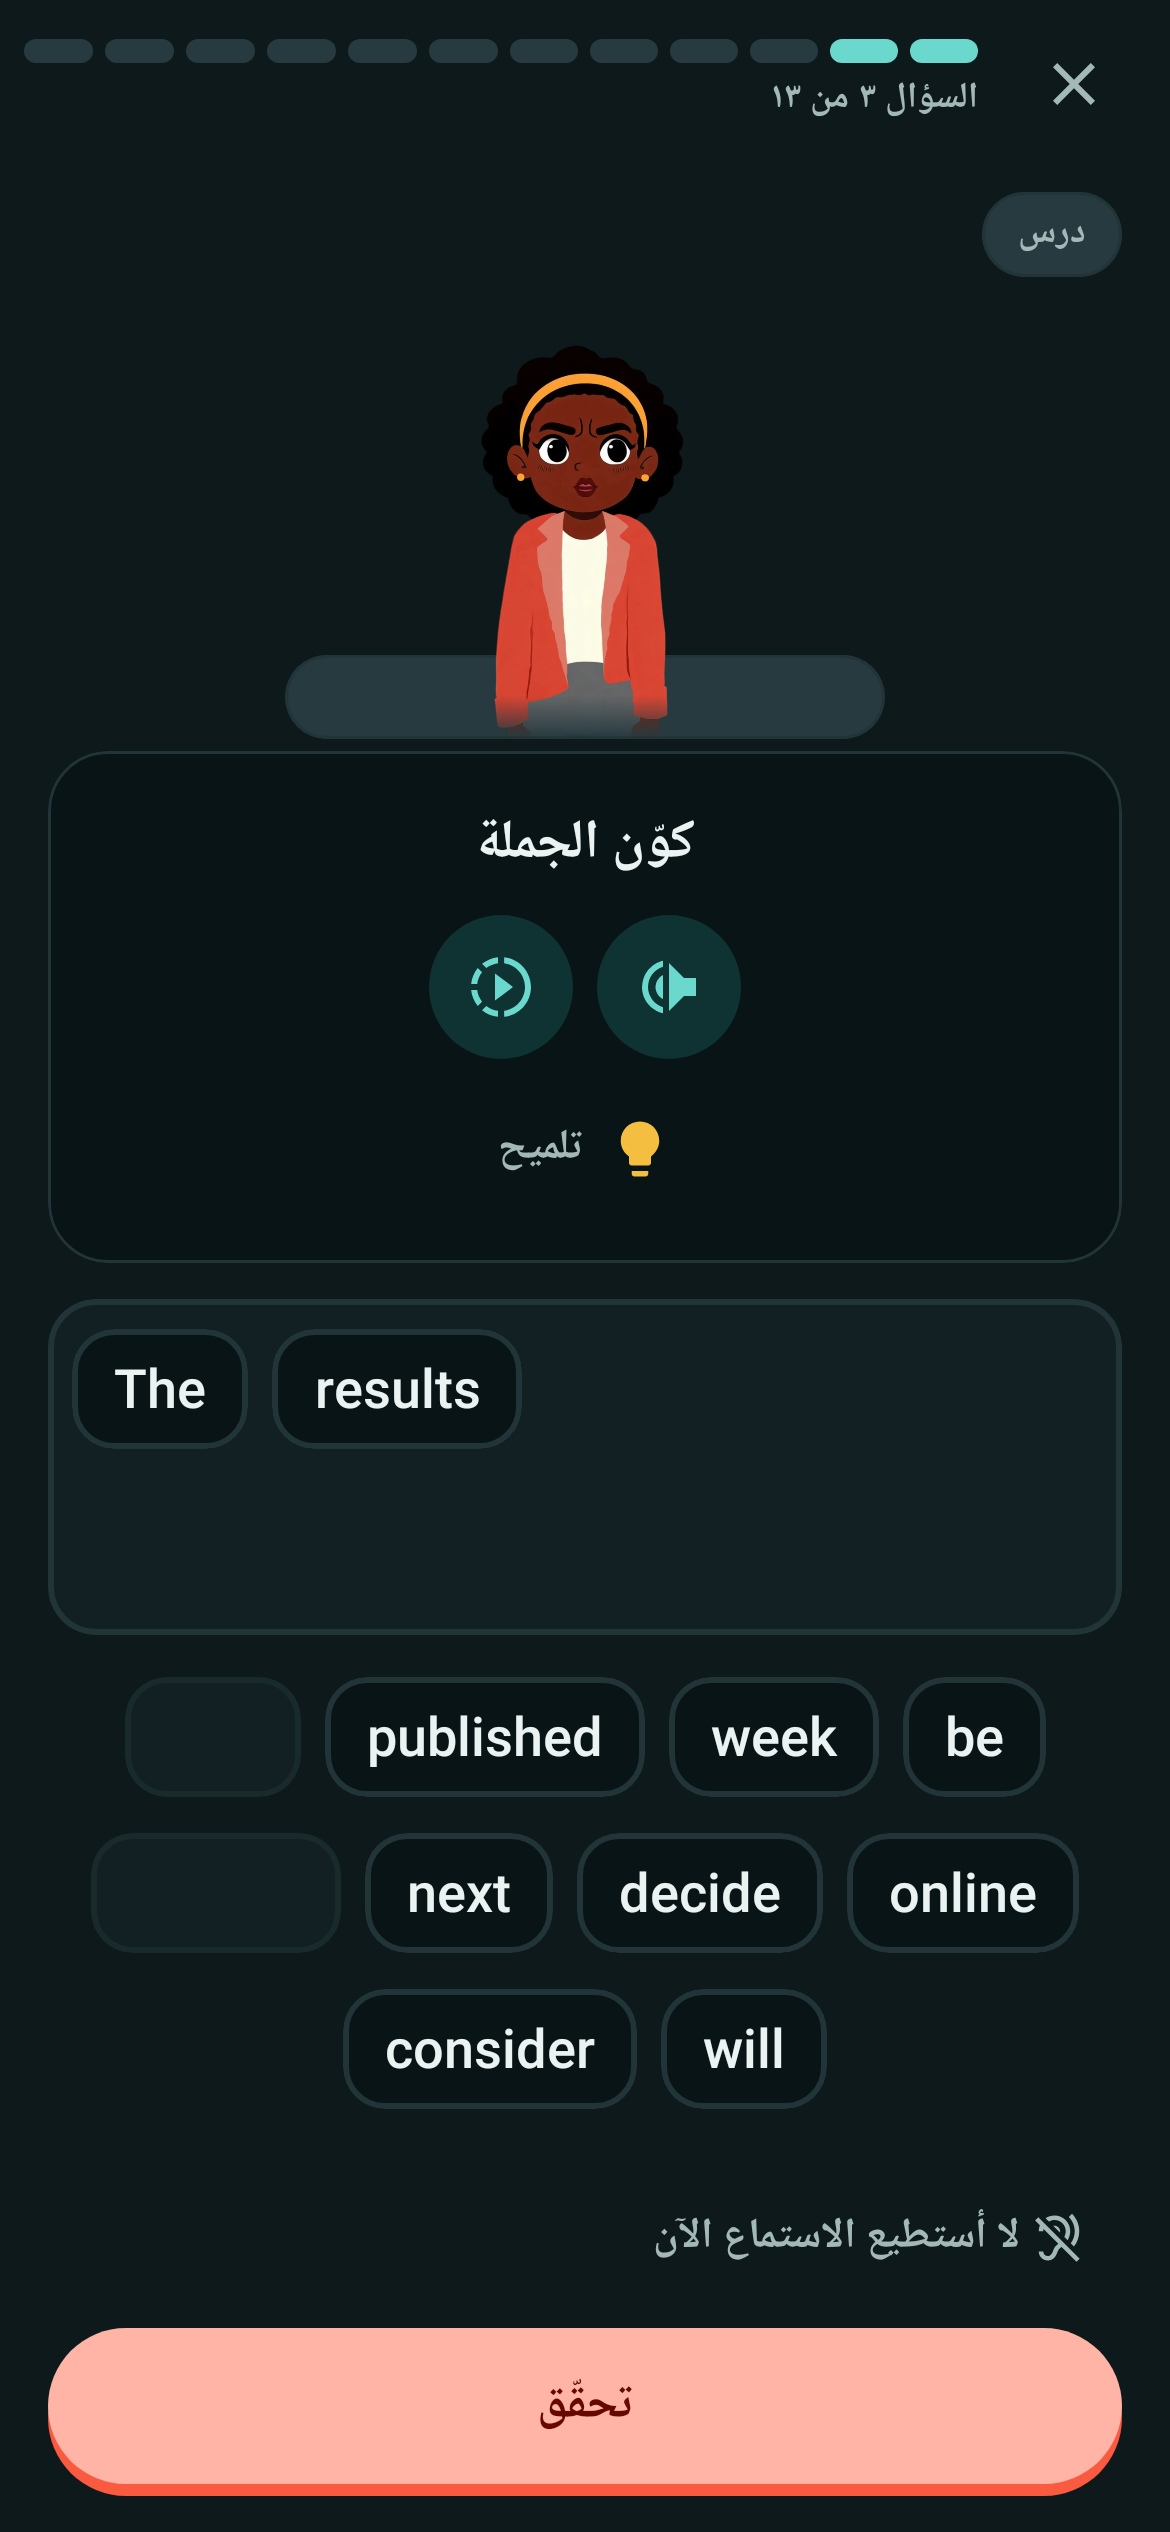 السؤال ٣ من ١٣
درس
كوّن الجملة
تلميح
The results
published week be
next decide online
consider will
لا أستطيع الاستماع الآن
تحقّق